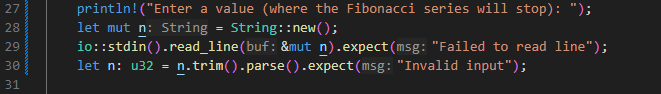 27 println!("Enter a value (where the Fibonacci series will stop): ");
28 let mut n: String = String::new();
29 io::stdin().read_line(buf: &mut n).expect(msg: "Failed to read line");
30 let n: u32 = n.trim().parse().expect(msg: "Invalid input");
31